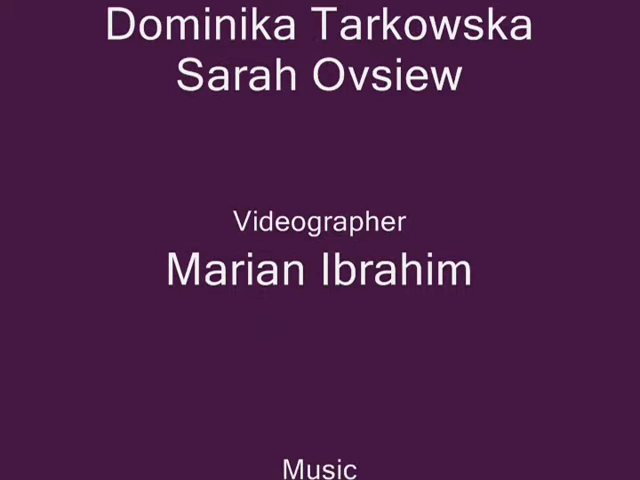 Dominika Tarkowska
Sarah Ovsiew
Videographer
Marian Ibrahim
Music